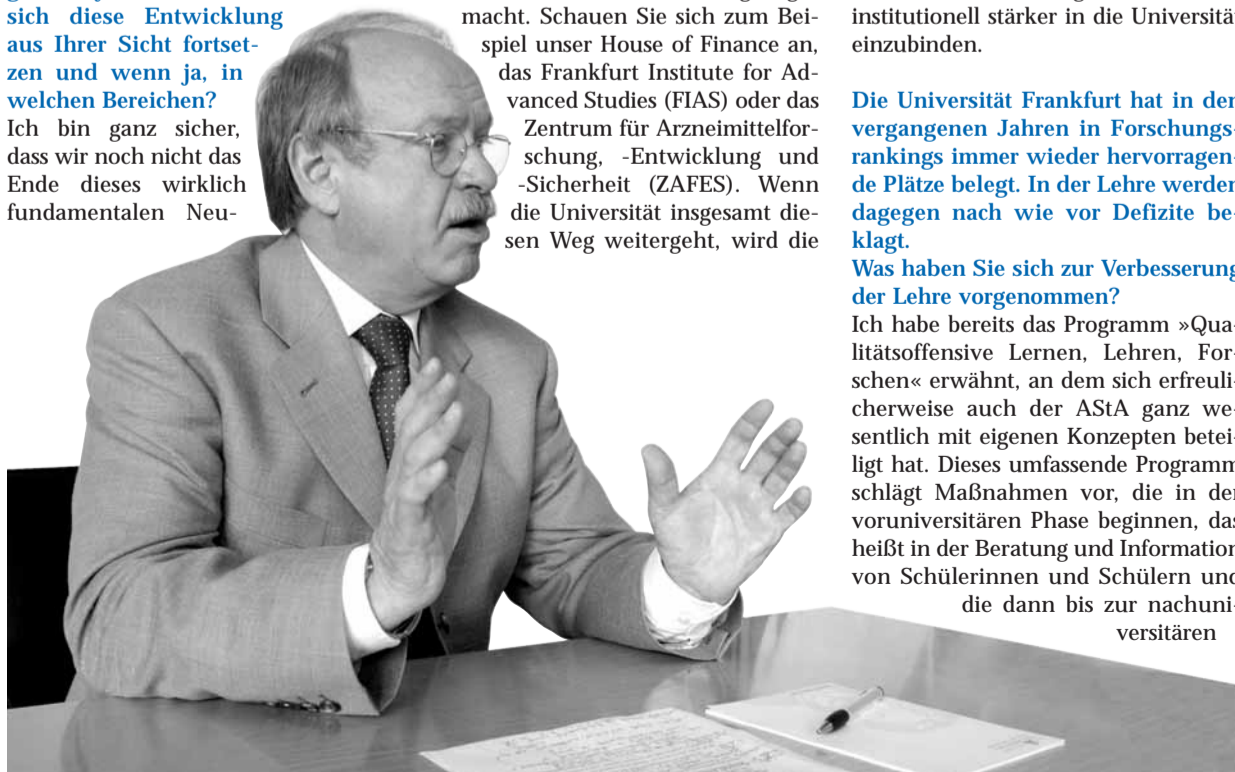 sich diese Entwicklung
aus Ihrer Sicht fortset-
zen und wenn ja, in
welchen Bereichen?
Ich bin ganz sicher,
dass wir noch nicht das
Ende dieses wirklich
fundamentalen Neu-
macht. Schauen Sie sich zum Bei-
spiel unser House of Finance an,
das Frankfurt Institute for Ad-
vanced Studies (FIAS) oder das
Zentrum für Arzneimittelfor-
schung, -Entwicklung und
-Sicherheit (ZAFES). Wenn
die Universität insgesamt die-
sen Weg weitergeht, wird die
institutionell stärker in die Universität
einzubinden.
Die Universität Frankfurt hat in den
vergangenen Jahren in Forschungs-
rankings immer wieder hervorragen-
de Plätze belegt. In der Lehre werden
dagegen nach wie vor Defizite be-
klagt.
Was haben Sie sich zur Verbesserung
der Lehre vorgenommen?
Ich habe bereits das Programm »Qua-
litätsoffensive Lernen, Lehren, For-
schen« erwähnt, an dem sich erfreuli-
cherweise auch der AStA ganz we-
sentlich mit eigenen Konzepten betei-
ligt hat. Dieses umfassende Programm
schlägt Maßnahmen vor, die in der
voruniversitären Phase beginnen, das
heißt in der Beratung und Information
von Schülerinnen und Schülern und
die dann bis zur nachuni-
versitären